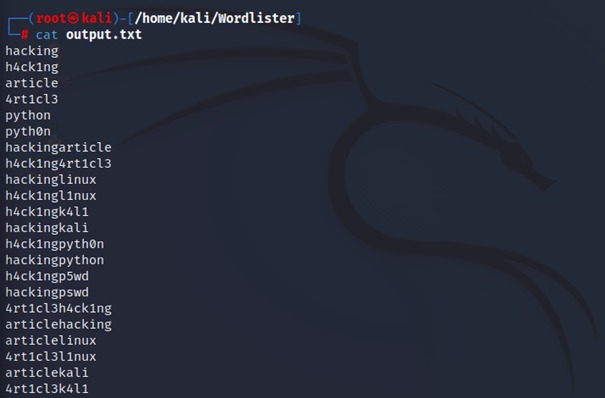 ┌──(root㉿kali)-[/home/kali/Wordlister]
└─# cat output.txt
hacking
h4ck1ng
article
4rt1cl3
python
pyth0n
hackingarticle
h4ck1ng4rt1cl3
hackinglinux
h4ck1ngl1nux
h4ck1ngk4l1
hackingkali
h4ck1ngpyth0n
hackingpython
h4ck1ngp5wd
hackingpswd
4rt1cl3h4ck1ng
articlehacking
articlelinux
4rt1cl3l1nux
articlekali
4rt1cl3k4l1